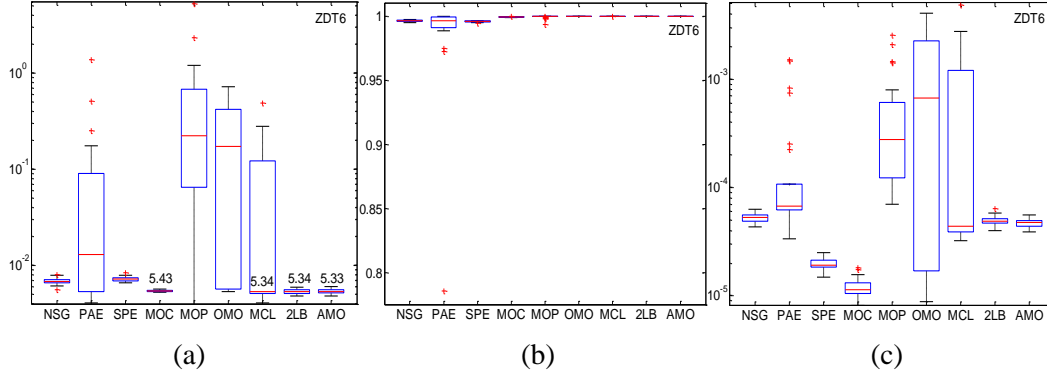 ZDT6
10^0
10^-1
10^-2
5.43
5.34
5.34
5.33
NSG PAE SPE MOC MOP OMO MCL 2LB AMO
(a)
ZDT6
1
0.95
0.9
0.85
0.8
NSG PAE SPE MOC MOP OMO MCL 2LB AMO
(b)
ZDT6
10^-3
10^-4
10^-5
NSG PAE SPE MOC MOP OMO MCL 2LB AMO
(c)